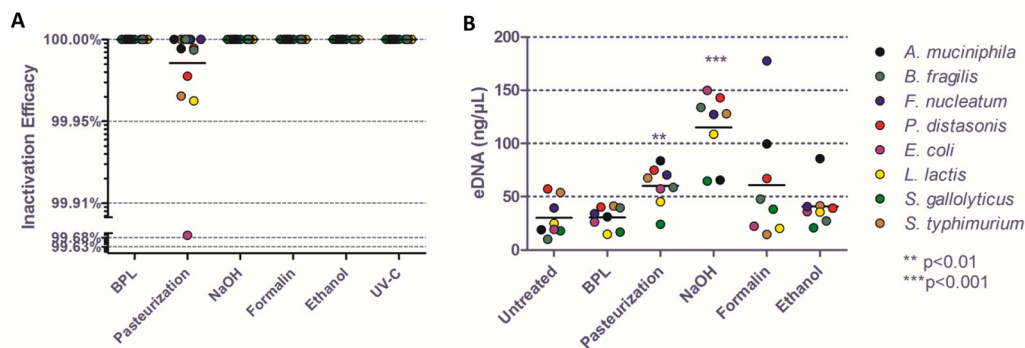 A
Inactivation Efficacy
100.00%
99.95%
99.91%
99.68%
99.63%
BPL
Pasteurization
NaOH
Formalin
Ethanol
UV-C
B
eDNA (ng/µL)
200
150
100
50
0
***
**
Untreated
BPL
Pasteurization
NaOH
Formalin
Ethanol
A. muciniphila
B. fragilis
F. nucleatum
P. distasonis
E. coli
L. lactis
S. gallolyticus
S. typhimurium
** p<0.01
***p<0.001